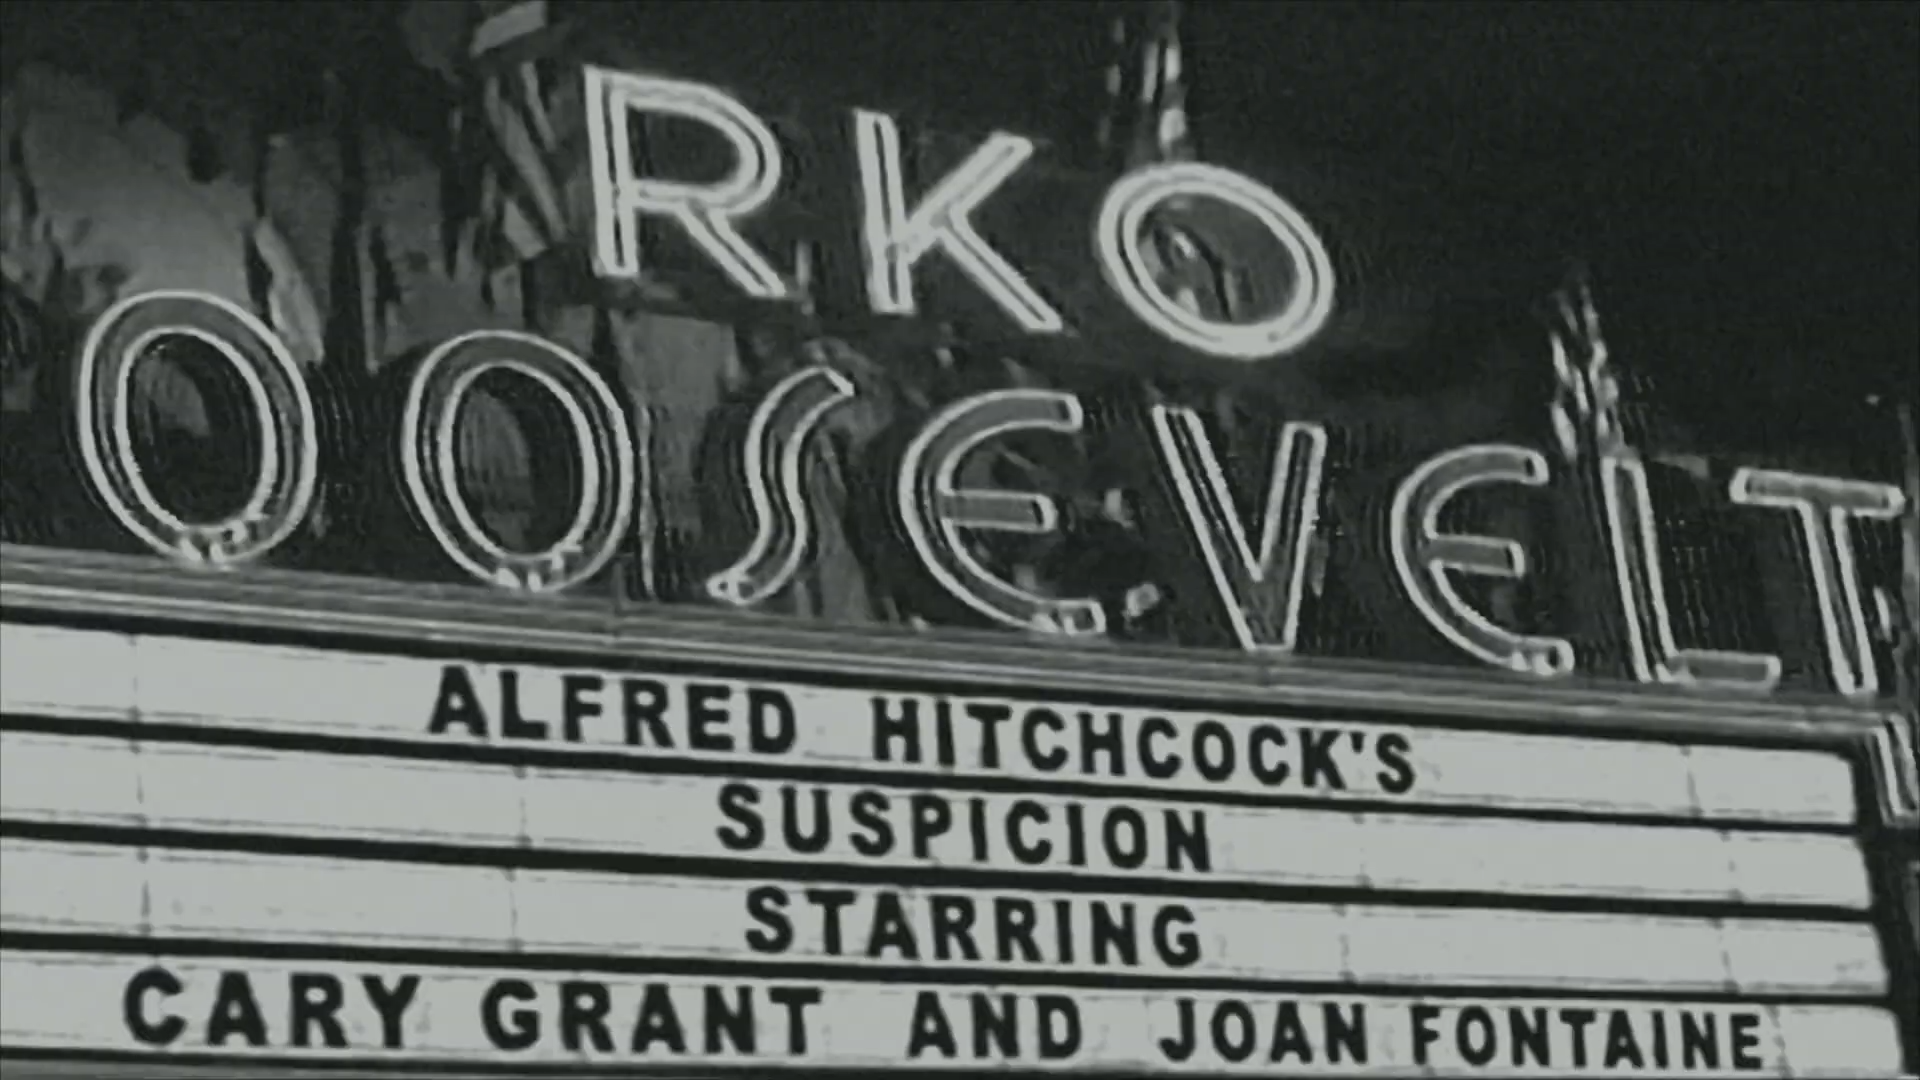 RKO
OOSEVELT
ALFRED HITCHCOCK'S
SUSPICION
STARRING
CARY GRANT AND JOAN FONTAINE